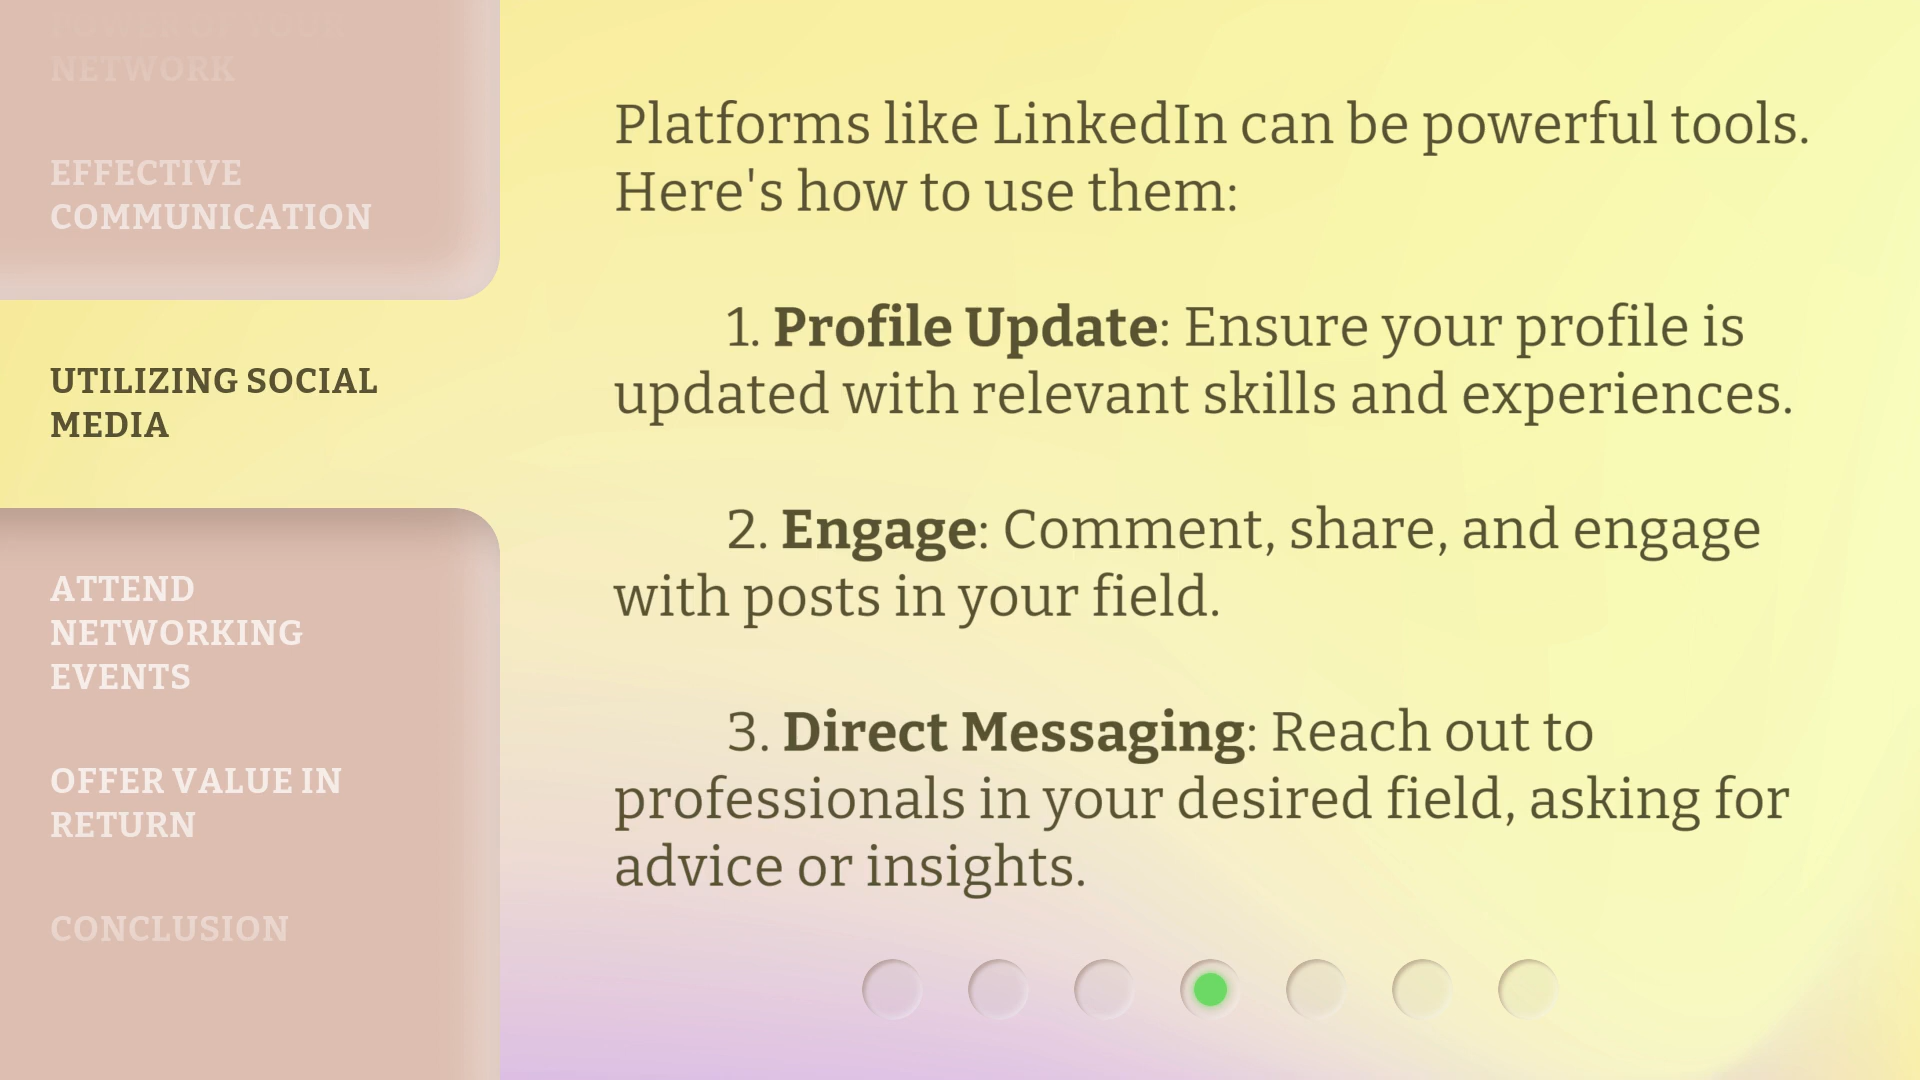 POWER OF YOUR
NETWORK
EFFECTIVE
COMMUNICATION
UTILIZING SOCIAL
MEDIA
ATTEND
NETWORKING
EVENTS
OFFER VALUE IN
RETURN
CONCLUSION
Platforms like LinkedIn can be powerful tools.
Here's how to use them:
1. Profile Update: Ensure your profile is
updated with relevant skills and experiences.
2. Engage: Comment, share, and engage
with posts in your field.
3. Direct Messaging: Reach out to
professionals in your desired field, asking for
advice or insights.